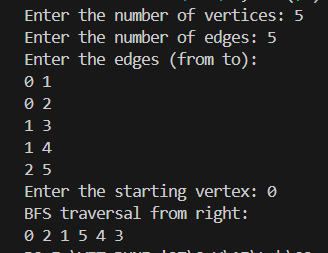 Enter the number of vertices: 5
Enter the number of edges: 5
Enter the edges (from to):
0 1
0 2
1 3
1 4
2 5
Enter the starting vertex: 0
BFS traversal from right:
0 2 1 5 4 3